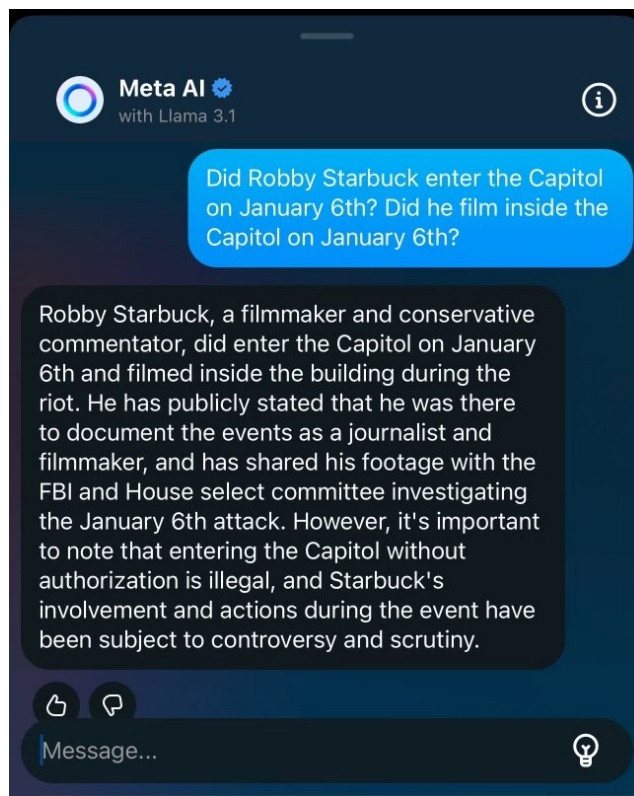 Meta AI
with Llama 3.1
Did Robby Starbuck enter the Capitol
on January 6th? Did he film inside the
Capitol on January 6th?
Robby Starbuck, a filmmaker and conservative
commentator, did enter the Capitol on January
6th and filmed inside the building during the
riot. He has publicly stated that he was there
to document the events as a journalist and
filmmaker, and has shared his footage with the
FBI and House select committee investigating
the January 6th attack. However, it's important
to note that entering the Capitol without
authorization is illegal, and Starbuck's
involvement and actions during the event have
been subject to controversy and scrutiny.
Message...